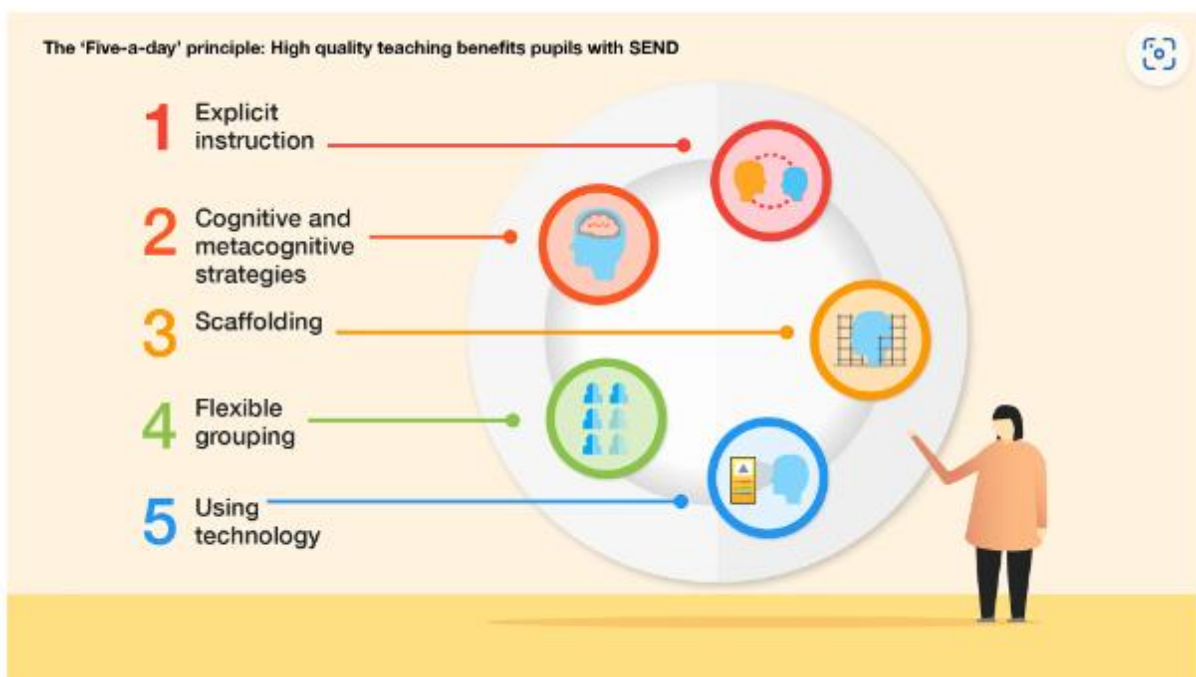 The ‘Five-a-day’ principle: High quality teaching benefits pupils with SEND
1 Explicit
instruction
2 Cognitive and
metacognitive
strategies
3 Scaffolding
4 Flexible
grouping
5 Using
technology